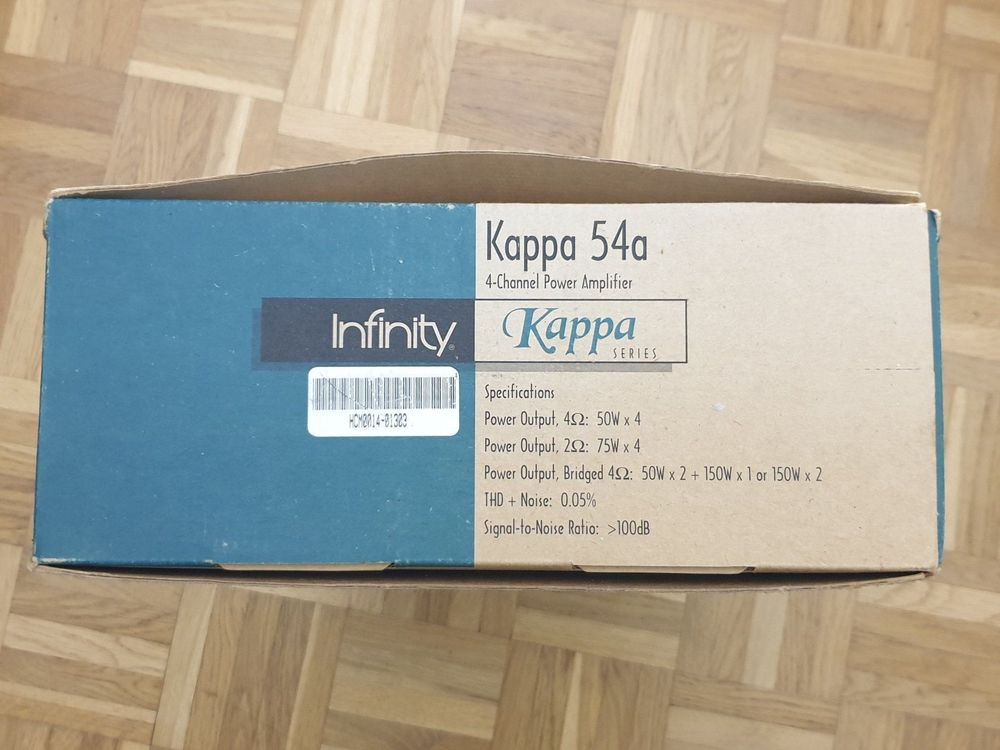 Kappa 54a
4-Channel Power Amplifier
Infinity®
Kappa
SERIES
HCM0014-01303
Specifications
Power Output, 4Ω: 50W x 4
Power Output, 2Ω: 75W x 4
Power Output, Bridged 4Ω: 50W x 2 + 150W x 1 or 150W x 2
THD + Noise: 0.05%
Signal-to-Noise Ratio: >100dB